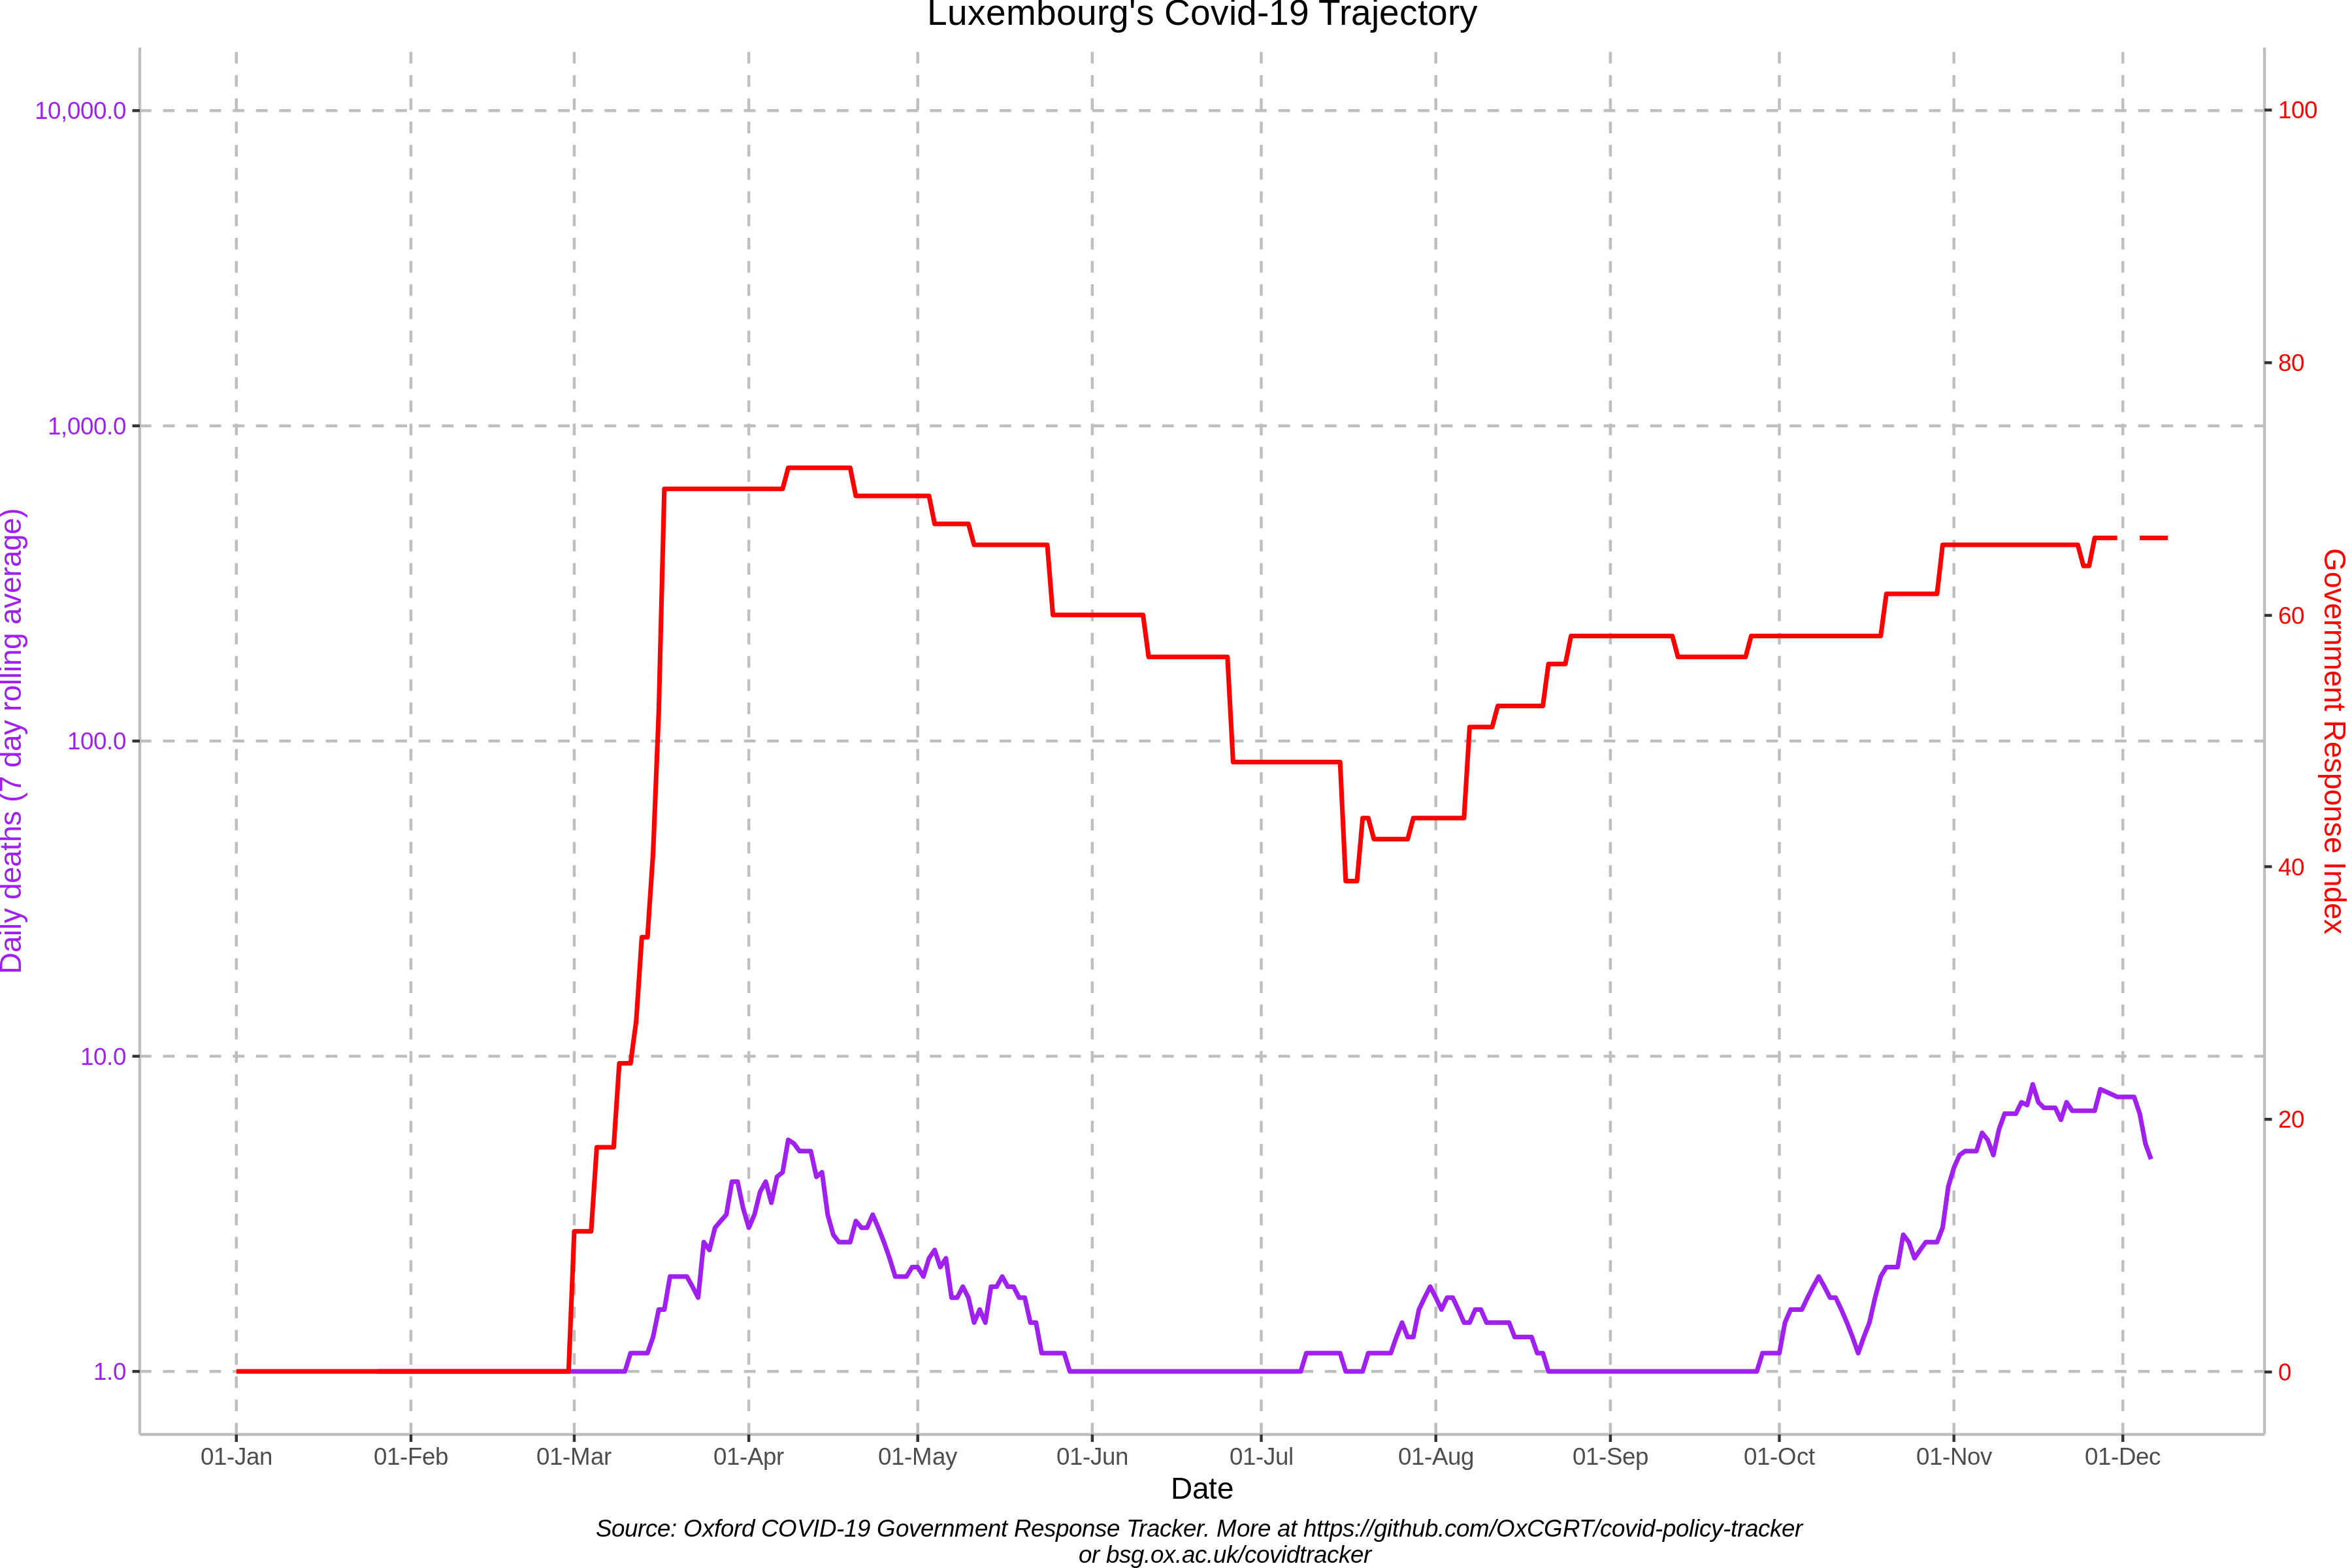 Luxembourg's Covid-19 Trajectory
Daily deaths (7 day rolling average)
10,000.0
1,000.0
100.0
10.0
1.0
100
80
60
40
20
0
Government Response Index
01-Jan
01-Feb
01-Mar
01-Apr
01-May
01-Jun
01-Jul
01-Aug
01-Sep
01-Oct
01-Nov
01-Dec
Date
Source: Oxford COVID-19 Government Response Tracker. More at https://github.com/OxCGRT/covid-policy-tracker
or bsg.ox.ac.uk/covidtracker